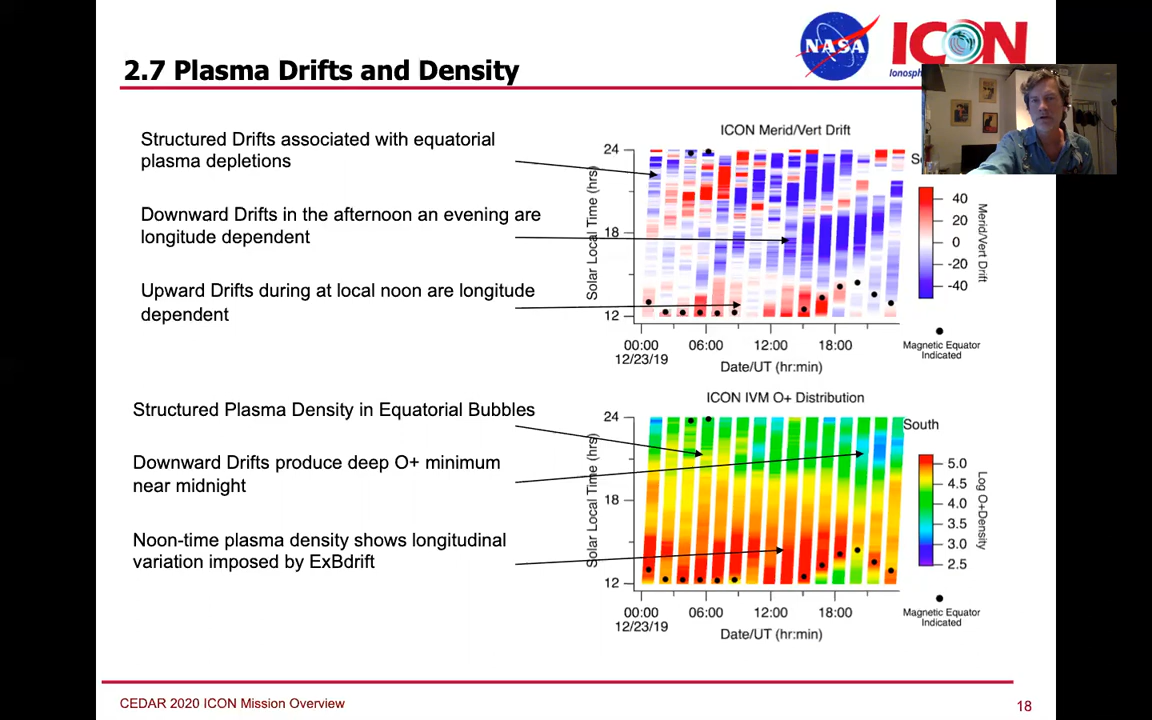 2.7 Plasma Drifts and Density
NASA
ICON
Ionosph
Structured Drifts associated with equatorial
plasma depletions
Downward Drifts in the afternoon an evening are
longitude dependent
Upward Drifts during at local noon are longitude
dependent
ICON Merid/Vert Drift
24
18
12
Solar Local Time (hrs)
00:00
06:00
12:00
18:00
12/23/19
Date/UT (hr:min)
40
20
0
-20
-40
Merid/Vert Drift
Magnetic Equator
Indicated
Structured Plasma Density in Equatorial Bubbles
Downward Drifts produce deep O+ minimum
near midnight
Noon-time plasma density shows longitudinal
variation imposed by ExBdrift
ICON IVM O+ Distribution
24
18
12
Solar Local Time (hrs)
00:00
06:00
12:00
18:00
12/23/19
Date/UT (hr:min)
South
5.0
4.5
4.0
3.5
3.0
2.5
Log O+Density
Magnetic Equator
Indicated
CEDAR 2020 ICON Mission Overview
18